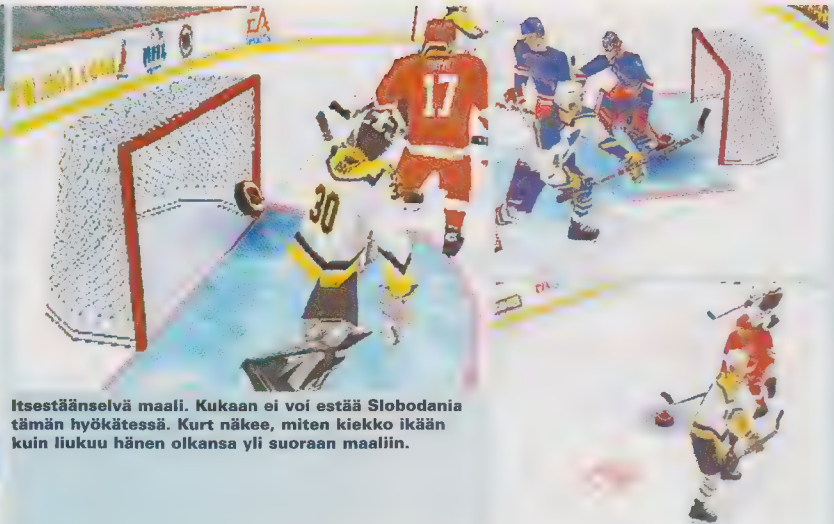 EA
NHL
17
30
Itsestäänselvä maali. Kukaan ei voi estää Slobodania
tämän hyökätessä. Kurt näkee, miten kiekko ikään
kuin liukuu hänen olkansa yli suoraan maaliin.